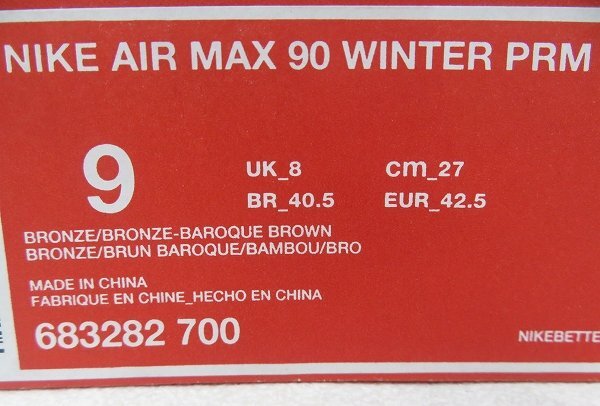 NIKE AIR MAX 90 WINTER PRM
9
UK_8 cm_27
BR_40.5 EUR_42.5
BRONZE/BRONZE-BAROQUE BROWN
BRONZE/BRUN BAROQUE/BAMBOU/BRO
MADE IN CHINA
FABRIQUE EN CHINE_HECHO EN CHINA
683282 700
NIKEBETTE